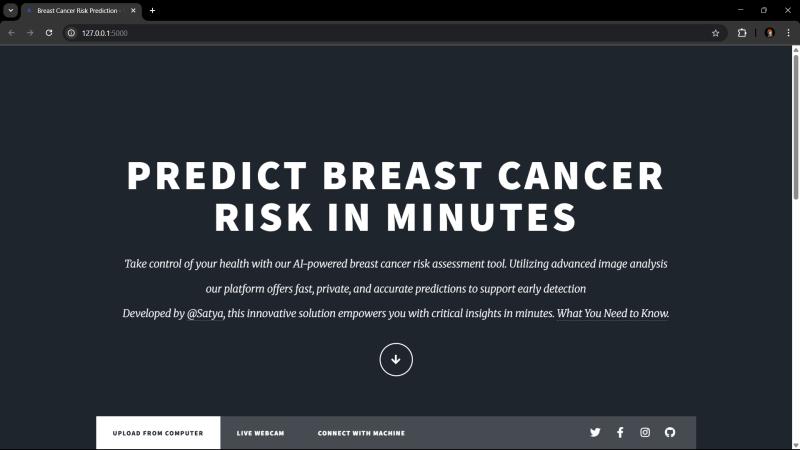 Breast Cancer Risk Prediction -
127.0.0.1:5000
PREDICT BREAST CANCER
RISK IN MINUTES
Take control of your health with our AI-powered breast cancer risk assessment tool. Utilizing advanced image analysis
our platform offers fast, private, and accurate predictions to support early detection
Developed by @Satya, this innovative solution empowers you with critical insights in minutes. What You Need to Know.
UPLOAD FROM COMPUTER LIVE WEBCAM CONNECT WITH MACHINE